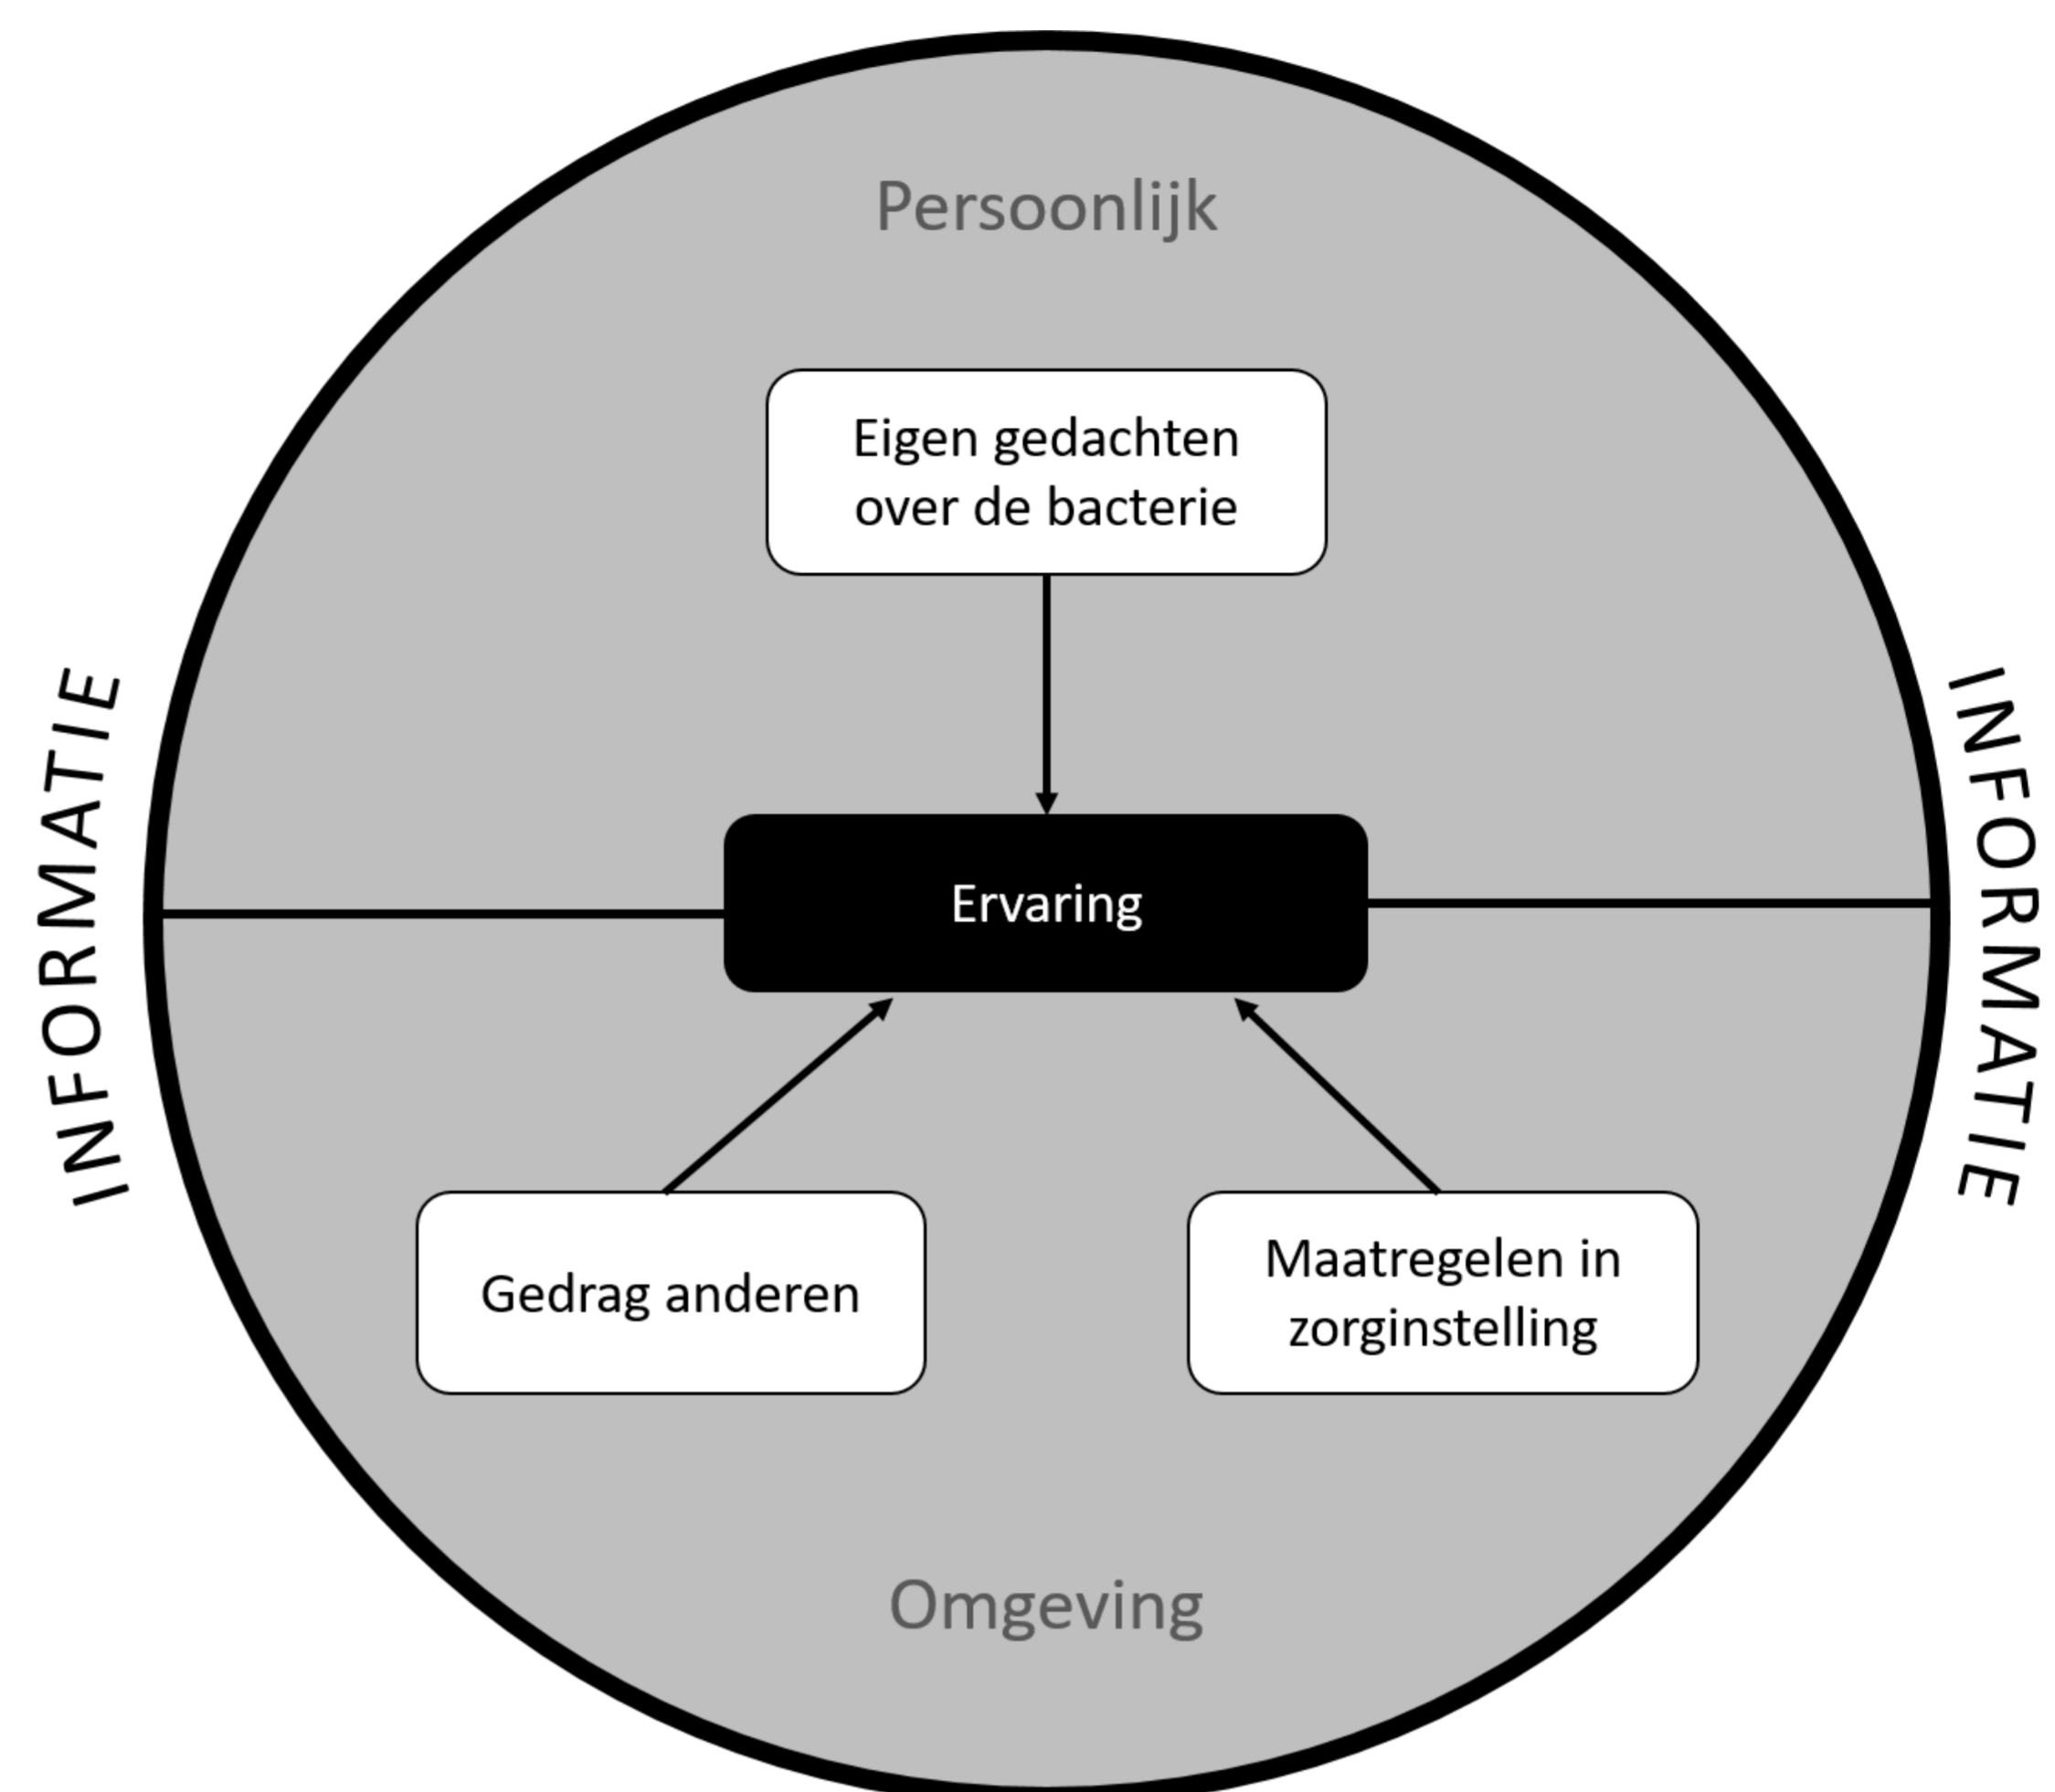 Persoonlijk
Eigen gedachten
over de bacterie
INFORMATIE
INFORMATIE
Ervaring
Gedrag anderen
Maatregelen in
zorginstelling
Omgeving